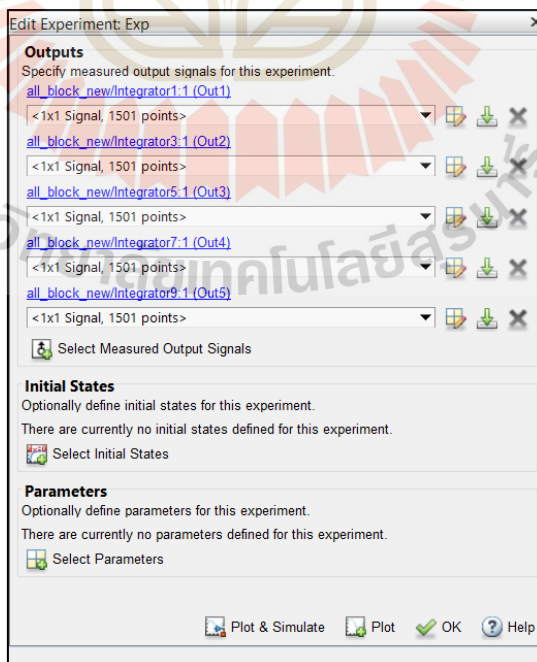 Edit Experiment: Exp
Outputs
Specify measured output signals for this experiment.
all_block_new/Integrator1:1 (Out1)
<1x1 Signal, 1501 points>
all_block_new/Integrator3:1 (Out2)
<1x1 Signal, 1501 points>
all_block_new/Integrator5:1 (Out3)
<1x1 Signal, 1501 points>
all_block_new/Integrator7:1 (Out4)
<1x1 Signal, 1501 points>
all_block_new/Integrator9:1 (Out5)
<1x1 Signal, 1501 points>
Select Measured Output Signals
Initial States
Optionally define initial states for this experiment.
There are currently no initial states defined for this experiment.
Select Initial States
Parameters
Optionally define parameters for this experiment.
There are currently no parameters defined for this experiment.
Select Parameters
Plot & Simulate
Plot
OK
Help